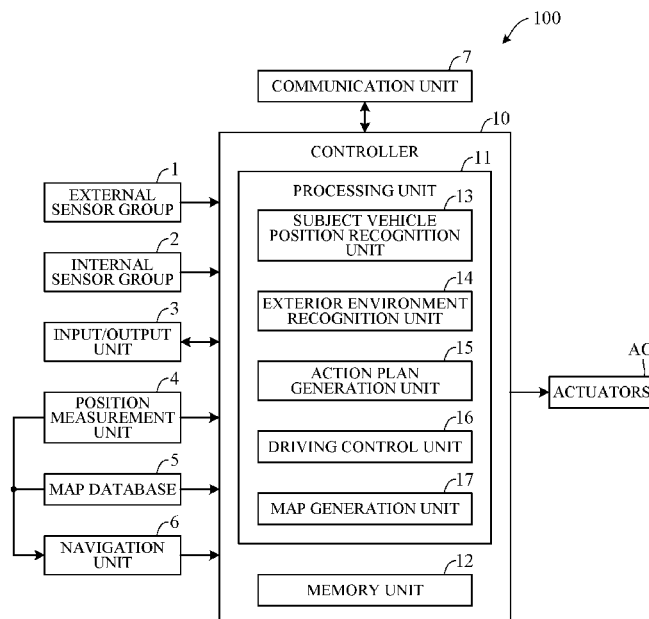 100
7
COMMUNICATION UNIT
10
CONTROLLER
11
PROCESSING UNIT
1
EXTERNAL
SENSOR GROUP
13
SUBJECT VEHICLE
POSITION RECOGNITION
UNIT
2
INTERNAL
SENSOR GROUP
14
EXTERIOR ENVIRONMENT
RECOGNITION UNIT
3
INPUT/OUTPUT
UNIT
15
ACTION PLAN
GENERATION UNIT
AC
ACTUATORS
4
POSITION
MEASUREMENT
UNIT
16
DRIVING CONTROL UNIT
5
MAP DATABASE
17
MAP GENERATION UNIT
6
NAVIGATION
UNIT
12
MEMORY UNIT